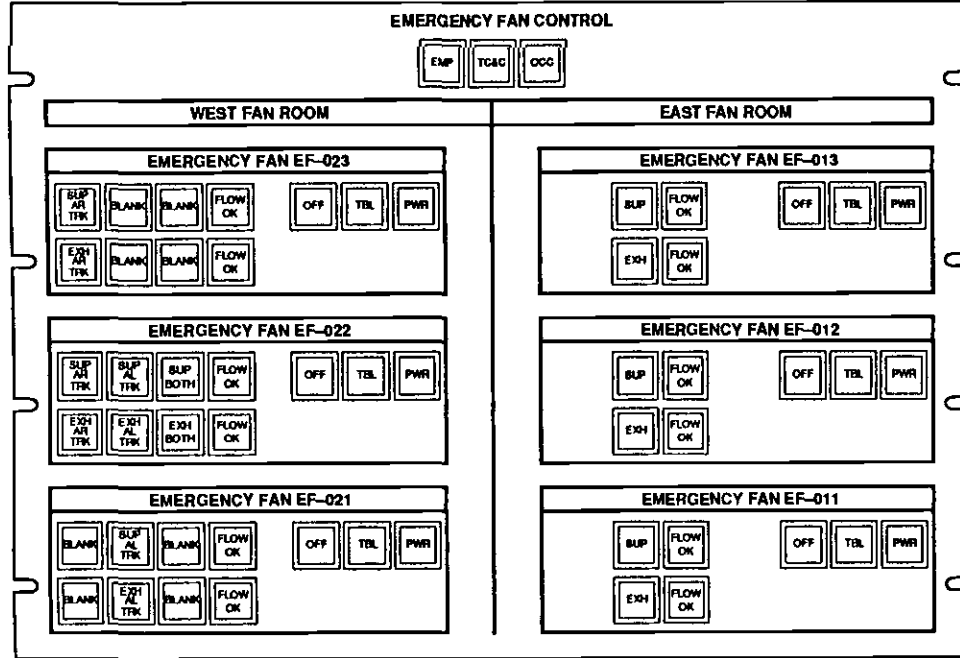 EMERGENCY FAN CONTROL
EMP TC&C OCC
WEST FAN ROOM
EMERGENCY FAN EF–023
SUP AR TRK BLANK BLANK FLOW OK OFF TBL PWR
EXH AR TRK BLANK BLANK FLOW OK
EMERGENCY FAN EF–022
SUP AR TRK SUP AL TRK SUP BOTH FLOW OK OFF TBL PWR
EXH AR TRK EXH AL TRK EXH BOTH FLOW OK
EMERGENCY FAN EF–021
BLANK SUP AL TRK BLANK FLOW OK OFF TBL PWR
BLANK EXH AL TRK BLANK FLOW OK
EAST FAN ROOM
EMERGENCY FAN EF–013
SUP FLOW OK OFF TBL PWR
EXH FLOW OK
EMERGENCY FAN EF–012
SUP FLOW OK OFF TBL PWR
EXH FLOW OK
EMERGENCY FAN EF–011
SUP FLOW OK OFF TBL PWR
EXH FLOW OK